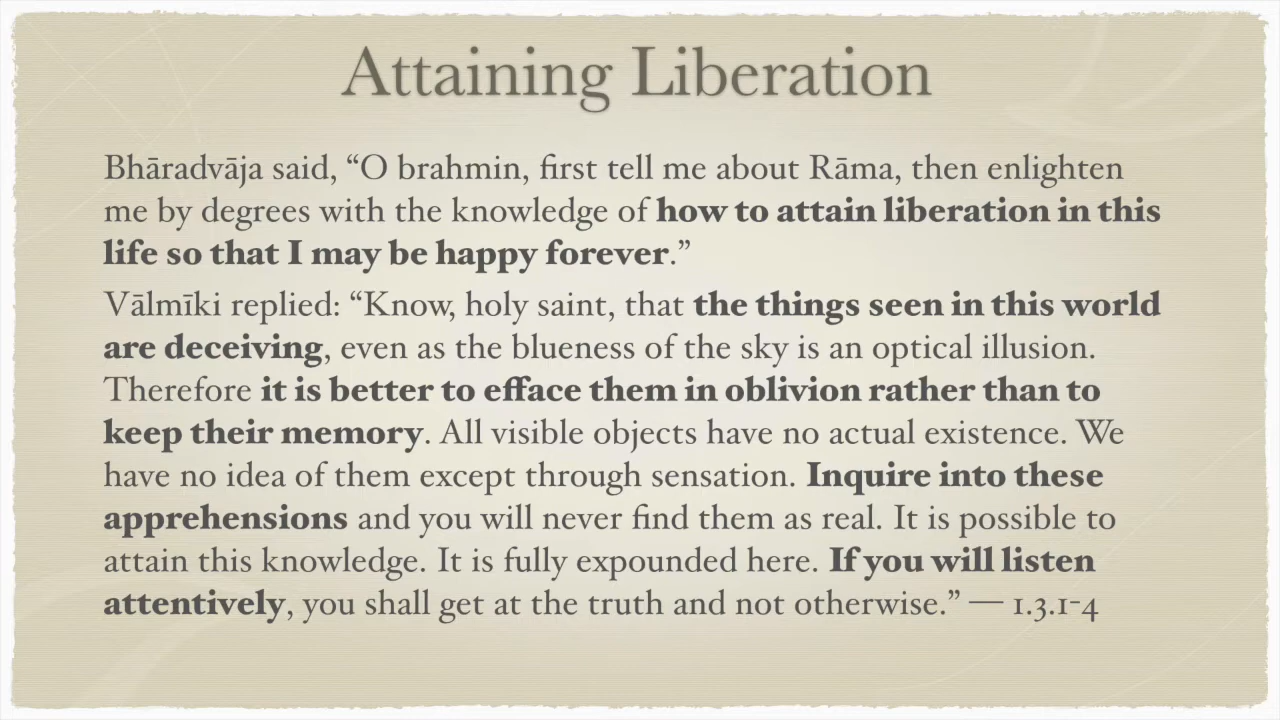 Attaining Liberation
Bhāradvāja said, “O brahmin, first tell me about Rāma, then enlighten
me by degrees with the knowledge of how to attain liberation in this
life so that I may be happy forever.”
Vālmīki replied: “Know, holy saint, that the things seen in this world
are deceiving, even as the blueness of the sky is an optical illusion.
Therefore it is better to efface them in oblivion rather than to
keep their memory. All visible objects have no actual existence. We
have no idea of them except through sensation. Inquire into these
apprehensions and you will never find them as real. It is possible to
attain this knowledge. It is fully expounded here. If you will listen
attentively, you shall get at the truth and not otherwise.” — 1.3.1-4